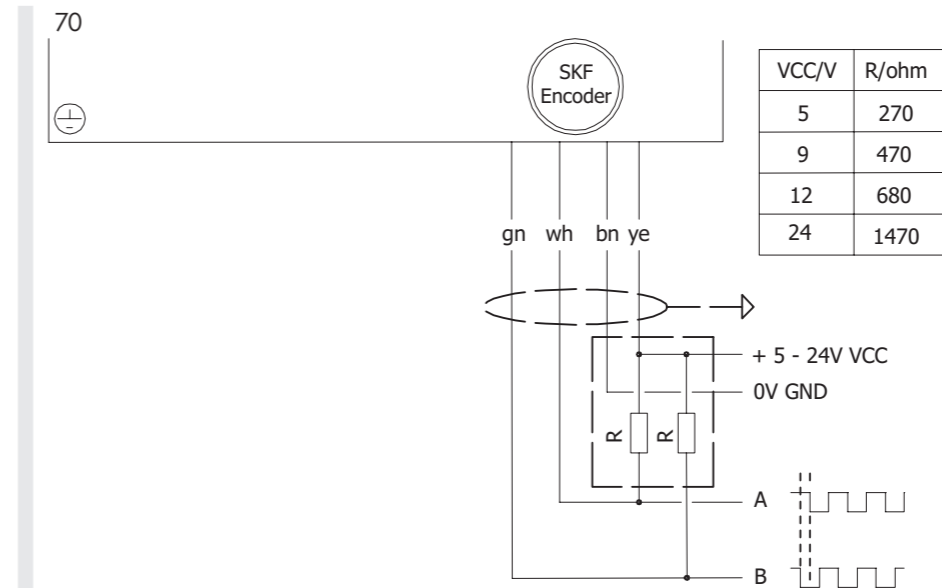 70
SKF
Encoder
VCC/V R/ohm
5 270
9 470
12 680
24 1470
gn wh bn ye
+ 5 - 24V VCC
0V GND
R R
A
B